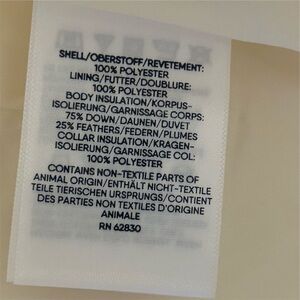 SHELL/OBERSTOFF/REVETEMENT:
100% POLYESTER
LINING/FUTTER/DOUBLURE:
100% POLYESTER
BODY INSULATION/KORPUS-
ISOLIERUNG/GARNISSAGE CORPS:
75% DOWN/DAUNEN/DUVET
25% FEATHERS/FEDERN/PLUMES
COLLAR INSULATION/KRAGEN-
ISOLIERUNG/GARNISSAGE COL:
100% POLYESTER
CONTAINS NON-TEXTILE PARTS OF
ANIMAL ORIGIN/ENTHÄLT NICHT-TEXTILE
TEILE TIERISCHEN URSPRUNGS/CONTIENT
DES PARTIES NON TEXTILES D'ORIGINE
ANIMALE
RN 62830